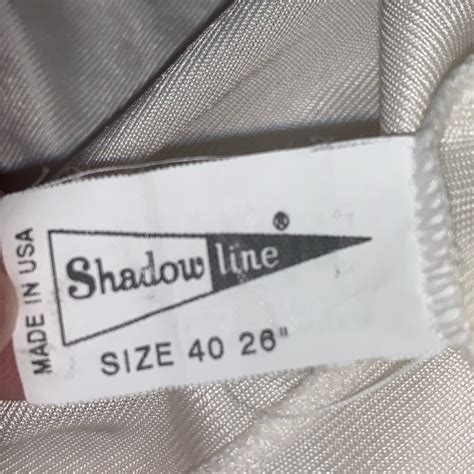 MADE IN USA
Shadow line ®
SIZE 40 26"